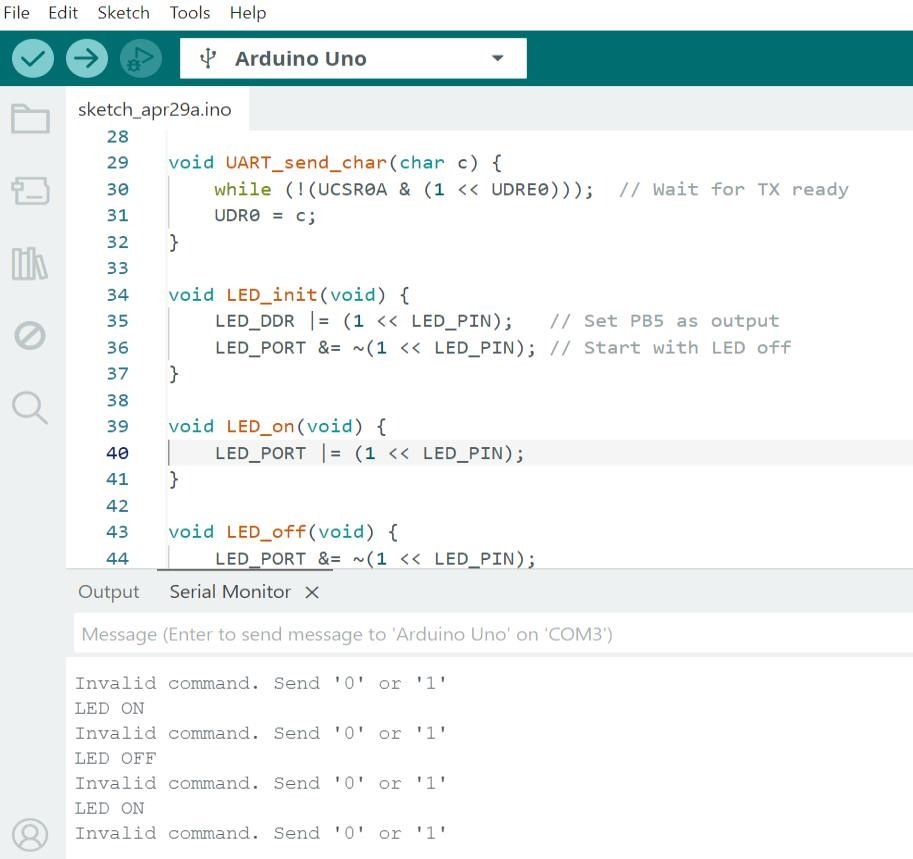 File Edit Sketch Tools Help
Arduino Uno
sketch_apr29a.ino
28
29 void UART_send_char(char c) {
30 while (!(UCSR0A & (1 << UDRE0))); // Wait for TX ready
31 UDR0 = c;
32 }
33
34 void LED_init(void) {
35 LED_DDR |= (1 << LED_PIN); // Set PB5 as output
36 LED_PORT &= ~(1 << LED_PIN); // Start with LED off
37 }
38
39 void LED_on(void) {
40 LED_PORT |= (1 << LED_PIN);
41 }
42
43 void LED_off(void) {
44 LED_PORT &= ~(1 << LED_PIN);
Output Serial Monitor
Message (Enter to send message to 'Arduino Uno' on 'COM3')
Invalid command. Send '0' or '1'
LED ON
Invalid command. Send '0' or '1'
LED OFF
Invalid command. Send '0' or '1'
LED ON
Invalid command. Send '0' or '1'